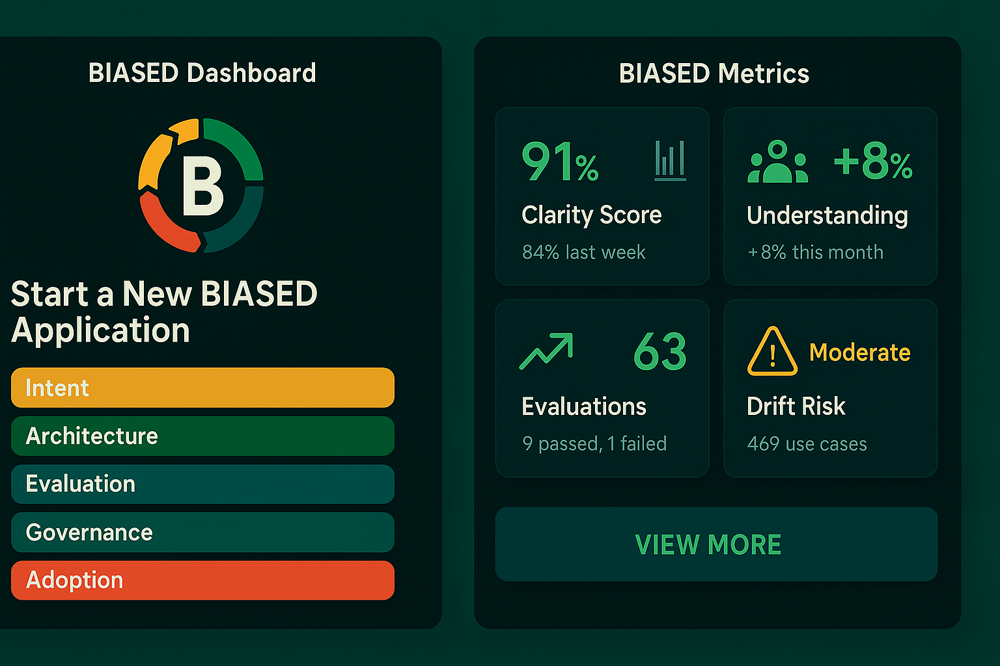 BIASED Dashboard
B
Start a New BIASED
Application
Intent
Architecture
Evaluation
Governance
Adoption
BIASED Metrics
91%
Clarity Score
84% last week
+8%
Understanding
+8% this month
63
Evaluations
9 passed, 1 failed
! Moderate
Drift Risk
469 use cases
VIEW MORE